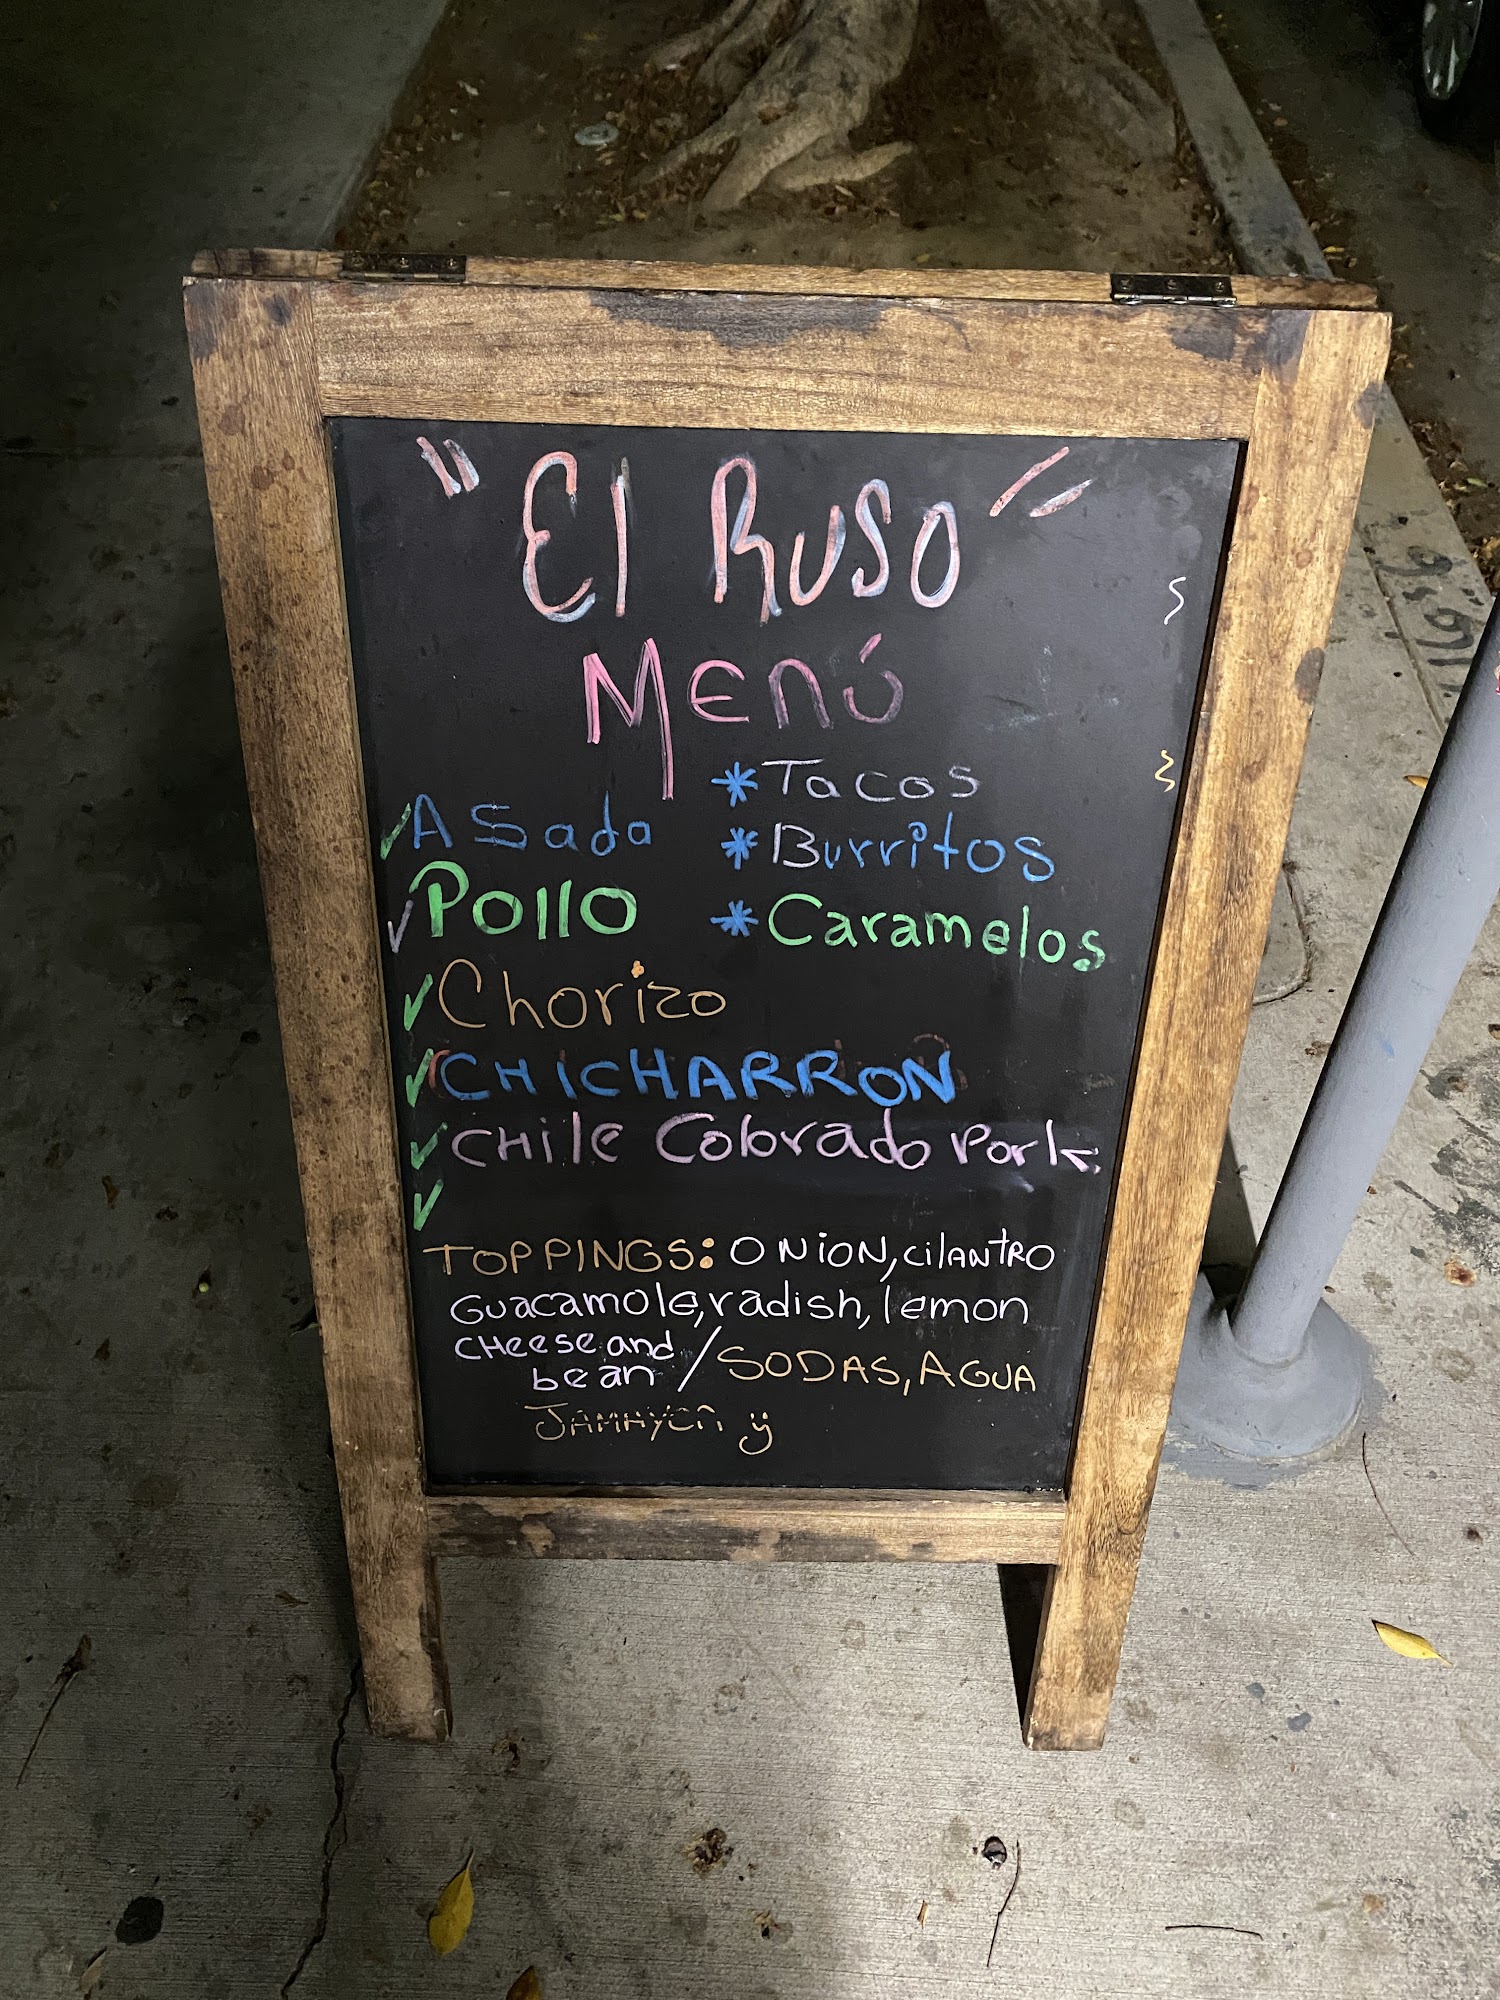 "El Ruso"
Menú
* Tacos
* Burritos
* Caramelos
✓ Asada
✓ Pollo
✓ Chorizo
✓ CHICHARRON
✓ CHilE Colorado Pork
✓
TOPPINGS: ONiON, cilANTRO
Guacamole, radish, lemon
CHeese and
bean / SODAS, AGUA
JAMAYCA y